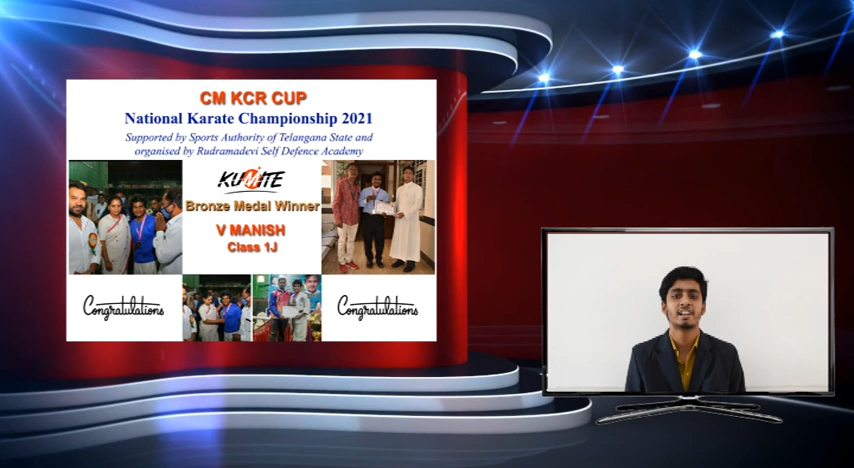 CM KCR CUP
National Karate Championship 2021
Supported by Sports Authority of Telangana State and
organised by Rudramadevi Self Defence Academy
KUMITE
Bronze Medal Winner
V MANISH
Class 1J
Congratulations
Congratulations